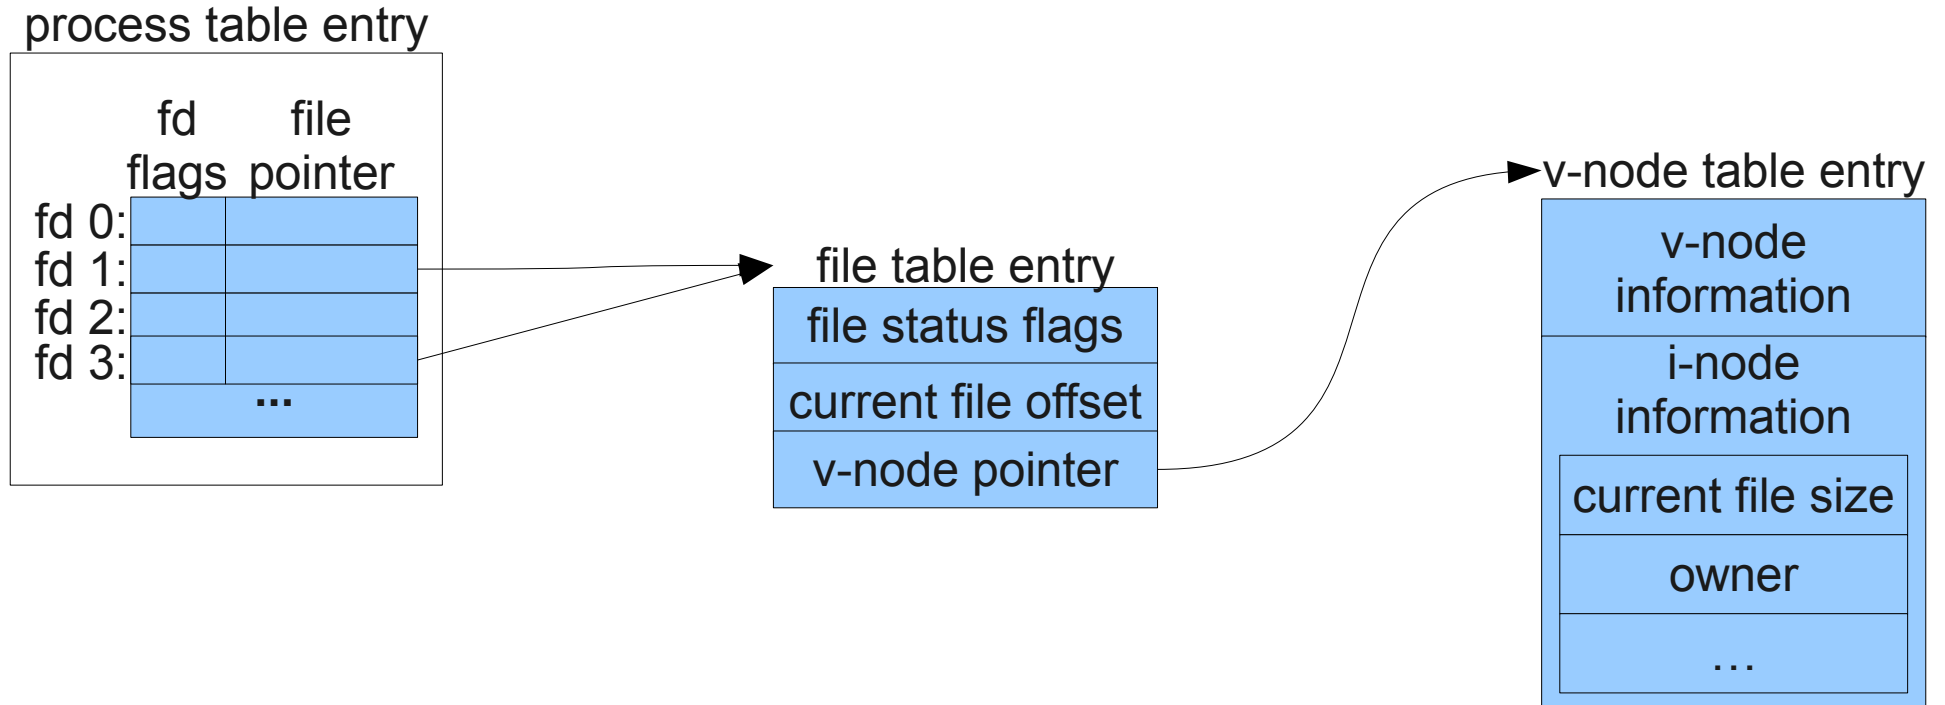 process table entry
fd file
flags pointer
fd 0:
fd 1:
fd 2:
fd 3:
...
file table entry
file status flags
current file offset
v-node pointer
v-node table entry
v-node
information
i-node
information
current file size
owner
...